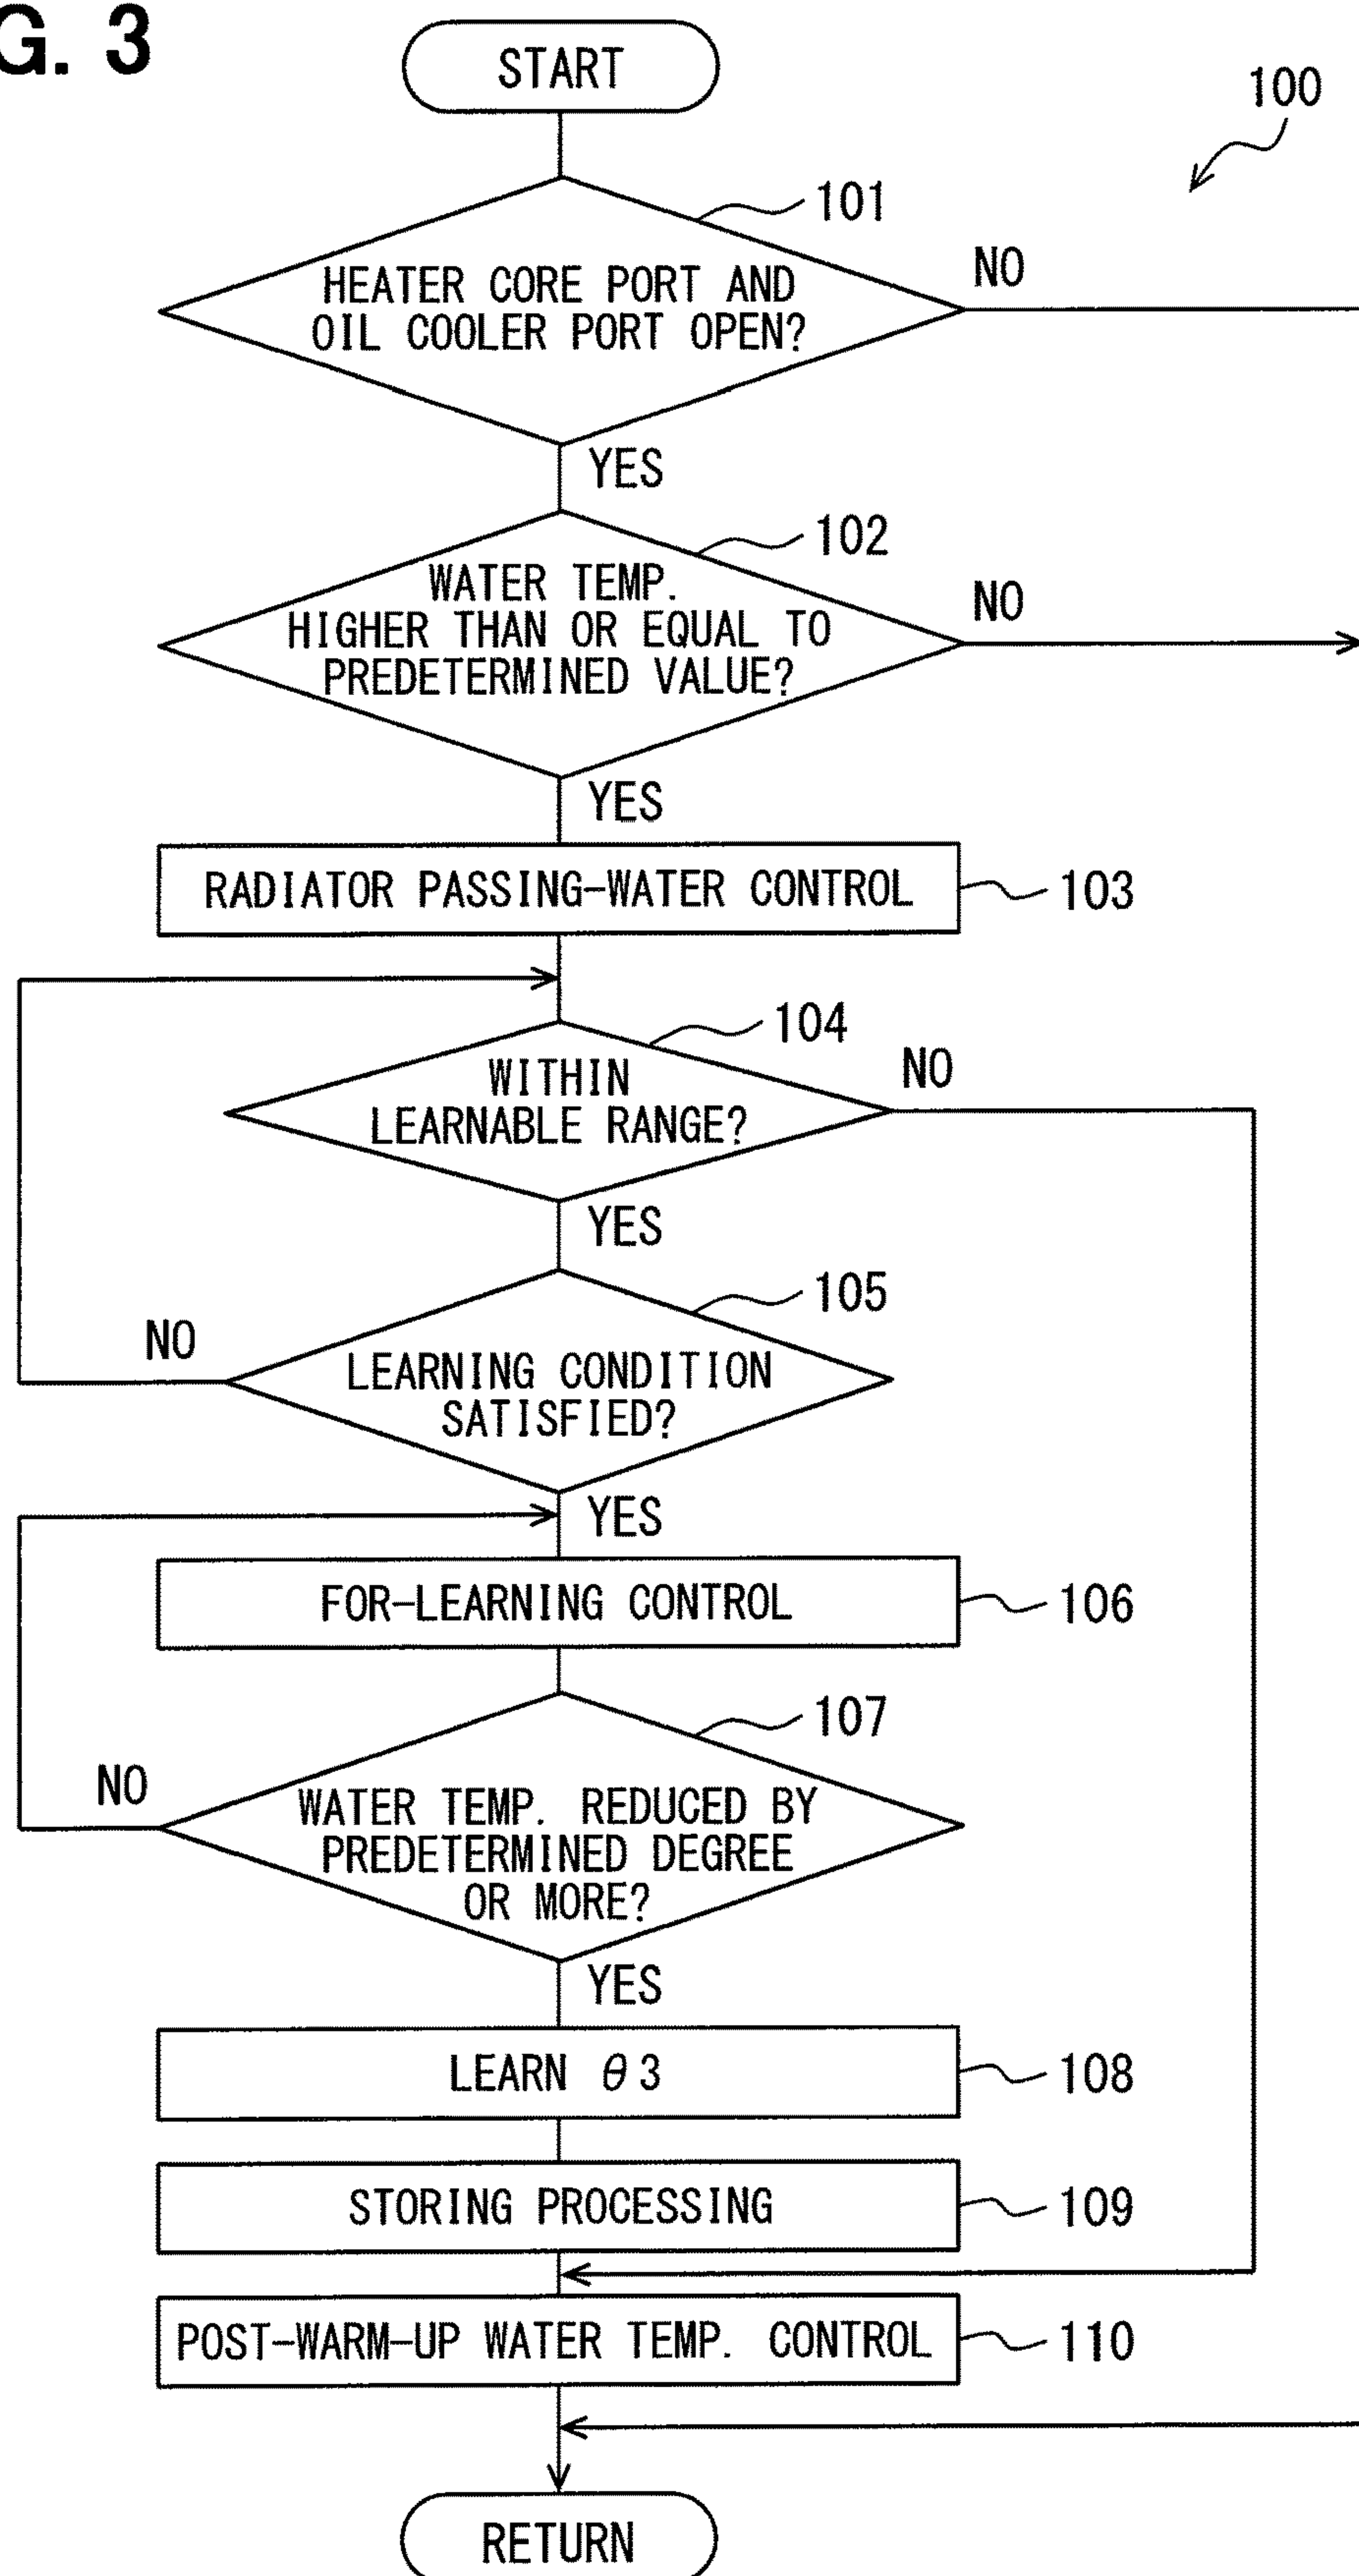 G. 3
START
100
101
HEATER CORE PORT AND
OIL COOLER PORT OPEN?
NO
YES
102
WATER TEMP.
HIGHER THAN OR EQUAL TO
PREDETERMINED VALUE?
NO
YES
RADIATOR PASSING-WATER CONTROL
103
104
WITHIN
LEARNABLE RANGE?
NO
YES
105
LEARNING CONDITION
SATISFIED?
NO
YES
FOR-LEARNING CONTROL
106
107
WATER TEMP. REDUCED BY
PREDETERMINED DEGREE
OR MORE?
NO
YES
LEARN θ3
108
STORING PROCESSING
109
POST-WARM-UP WATER TEMP. CONTROL
110
RETURN